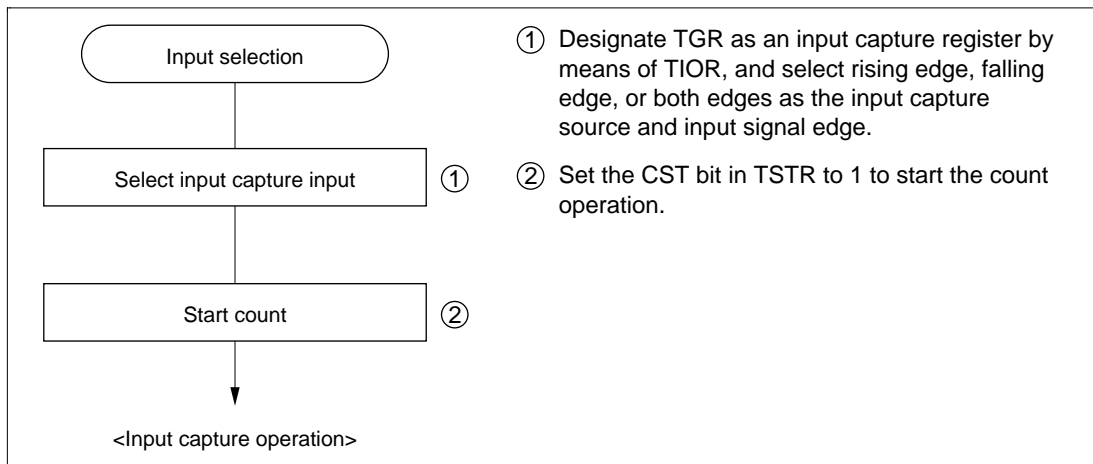 Input selection
Select input capture input
①
Start count
②
<Input capture operation>
① Designate TGR as an input capture register by
means of TIOR, and select rising edge, falling
edge, or both edges as the input capture
source and input signal edge.
② Set the CST bit in TSTR to 1 to start the count
operation.